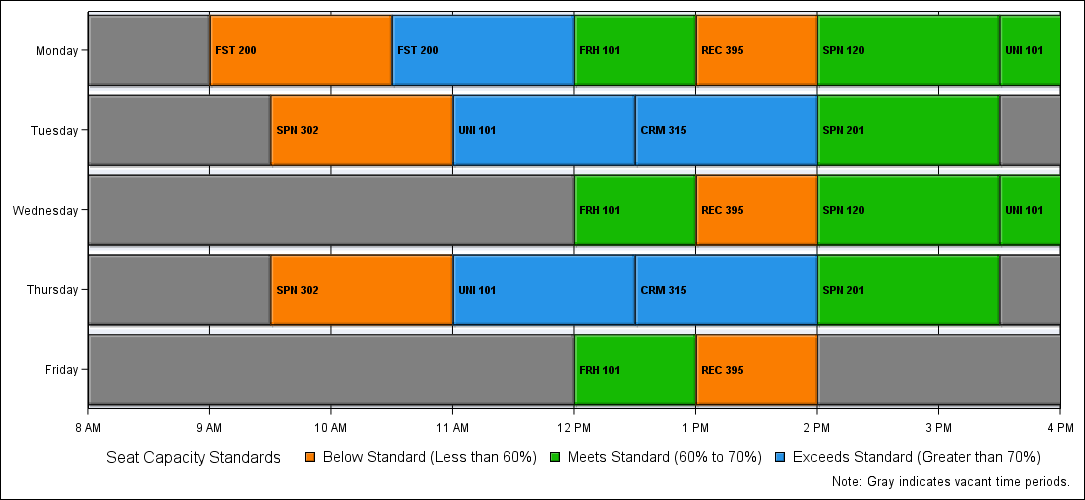 Monday FST 200 FST 200 FRH 101 REC 395 SPN 120 UNI 101
Tuesday SPN 302 UNI 101 CRM 315 SPN 201
Wednesday FRH 101 REC 395 SPN 120 UNI 101
Thursday SPN 302 UNI 101 CRM 315 SPN 201
Friday FRH 101 REC 395
8 AM 9 AM 10 AM 11 AM 12 PM 1 PM 2 PM 3 PM 4 PM
Seat Capacity Standards Below Standard (Less than 60%) Meets Standard (60% to 70%) Exceeds Standard (Greater than 70%)
Note: Gray indicates vacant time periods.